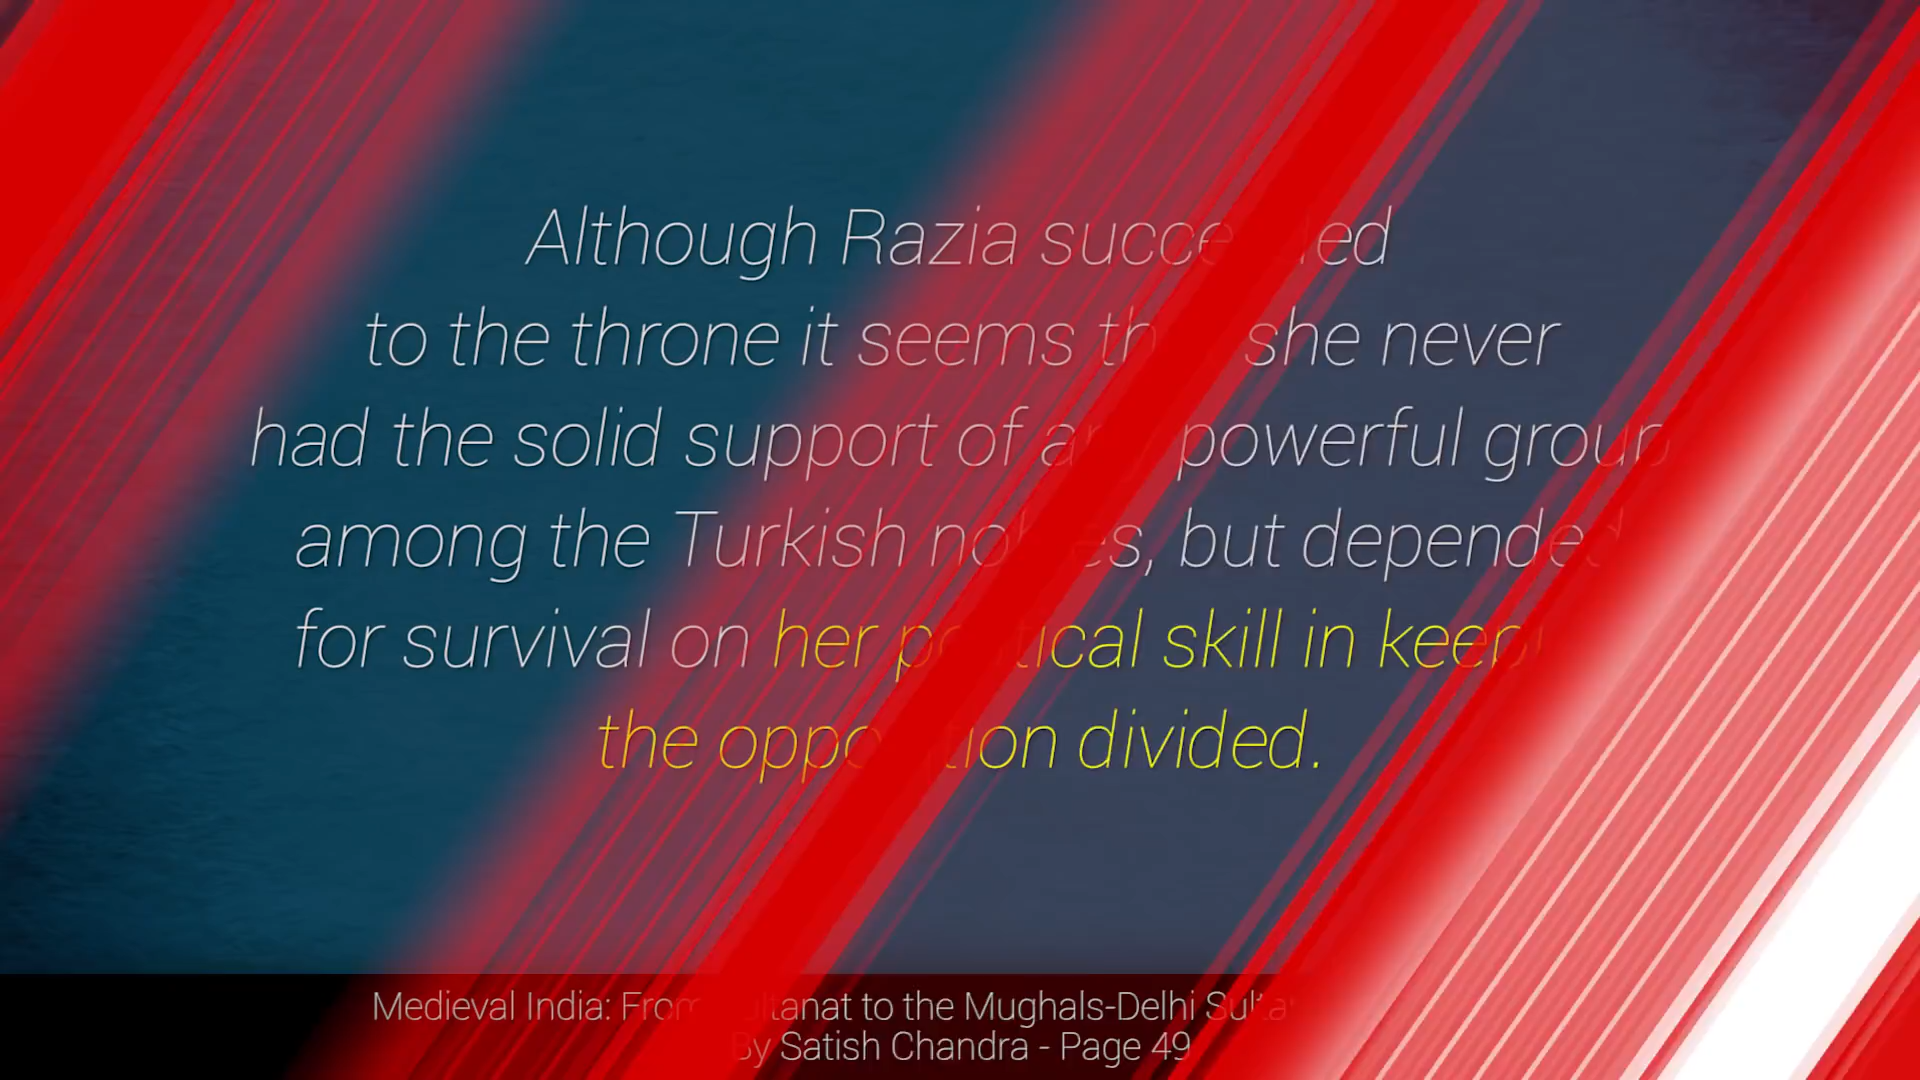 Although Razia succeeded
to the throne it seems that she never
had the solid support of any powerful group
among the Turkish nobles, but depended
for survival on her political skill in keeping
the opposition divided.
Medieval India: From Sultanat to the Mughals-Delhi Sultanat
By Satish Chandra - Page 49